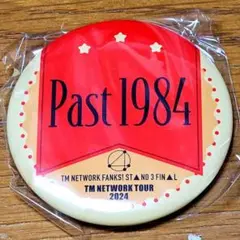 Past 1984
TM NETWORK FANKS! ST▲ND 3 FIN▲L
TM NETWORK TOUR
2024